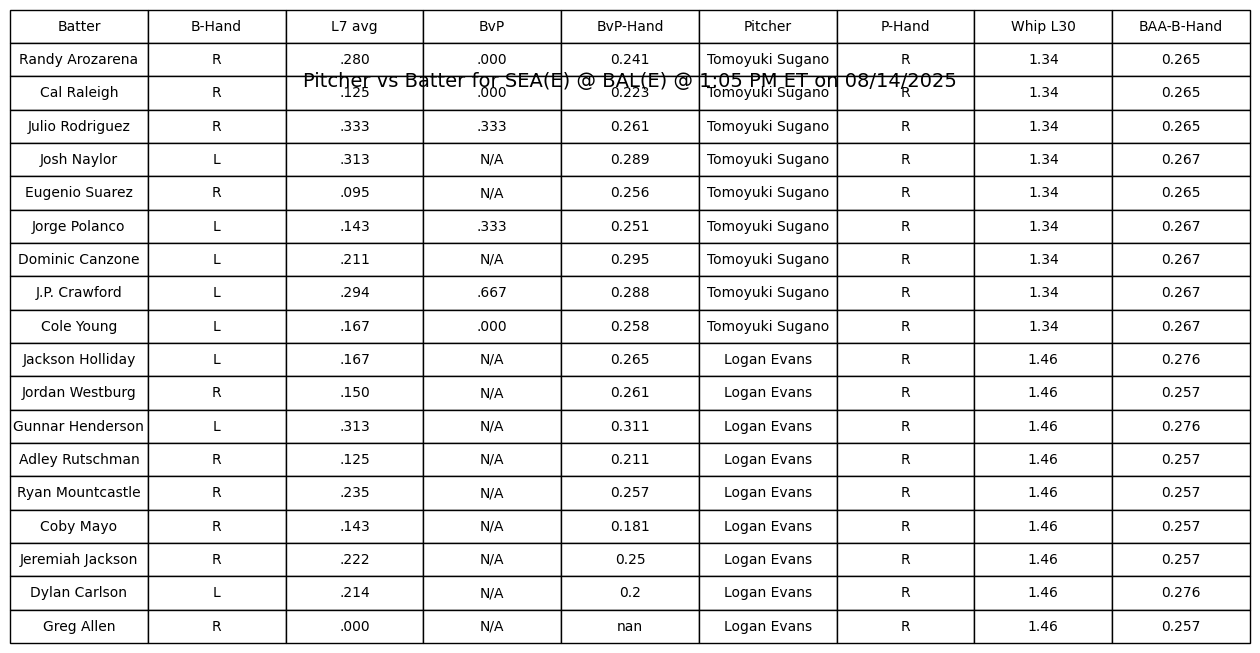 Batter B-Hand L7 avg BvP BvP-Hand Pitcher P-Hand Whip L30 BAA-B-Hand
Randy Arozarena R .280 .000 0.241 Tomoyuki Sugano R 1.34 0.265
Pitcher vs Batter for SEA(E) @ BAL(E) @ 1:05 PM ET on 08/14/2025
Cal Raleigh R .125 .000 0.223 Tomoyuki Sugano R 1.34 0.265
Julio Rodriguez R .333 .333 0.261 Tomoyuki Sugano R 1.34 0.265
Josh Naylor L .313 N/A 0.289 Tomoyuki Sugano R 1.34 0.267
Eugenio Suarez R .095 N/A 0.256 Tomoyuki Sugano R 1.34 0.265
Jorge Polanco L .143 .333 0.251 Tomoyuki Sugano R 1.34 0.267
Dominic Canzone L .211 N/A 0.295 Tomoyuki Sugano R 1.34 0.267
J.P. Crawford L .294 .667 0.288 Tomoyuki Sugano R 1.34 0.267
Cole Young L .167 .000 0.258 Tomoyuki Sugano R 1.34 0.267
Jackson Holliday L .167 N/A 0.265 Logan Evans R 1.46 0.276
Jordan Westburg R .150 N/A 0.261 Logan Evans R 1.46 0.257
Gunnar Henderson L .313 N/A 0.311 Logan Evans R 1.46 0.276
Adley Rutschman R .125 N/A 0.211 Logan Evans R 1.46 0.257
Ryan Mountcastle R .235 N/A 0.257 Logan Evans R 1.46 0.257
Coby Mayo R .143 N/A 0.181 Logan Evans R 1.46 0.257
Jeremiah Jackson R .222 N/A 0.25 Logan Evans R 1.46 0.257
Dylan Carlson L .214 N/A 0.2 Logan Evans R 1.46 0.276
Greg Allen R .000 N/A nan Logan Evans R 1.46 0.257